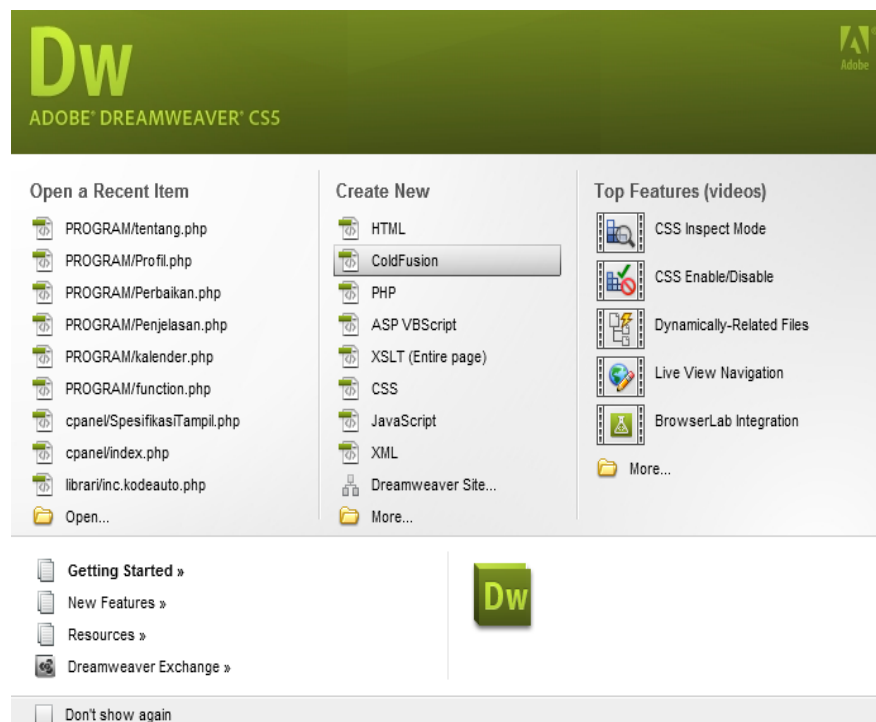 Dw
ADOBE® DREAMWEAVER® CS5
Adobe
Open a Recent Item
PROGRAM/tentang.php
PROGRAM/Profil.php
PROGRAM/Perbaikan.php
PROGRAM/Penjelasan.php
PROGRAM/kalender.php
PROGRAM/function.php
cpanel/SpesifikasiTampil.php
cpanel/index.php
librari/inc.kodeauto.php
Open...
Create New
HTML
ColdFusion
PHP
ASP VBScript
XSLT (Entire page)
CSS
JavaScript
XML
Dreamweaver Site...
More...
Top Features (videos)
CSS Inspect Mode
CSS Enable/Disable
Dynamically-Related Files
Live View Navigation
BrowserLab Integration
More...
Getting Started »
New Features »
Resources »
Dreamweaver Exchange »
Dw
Don't show again